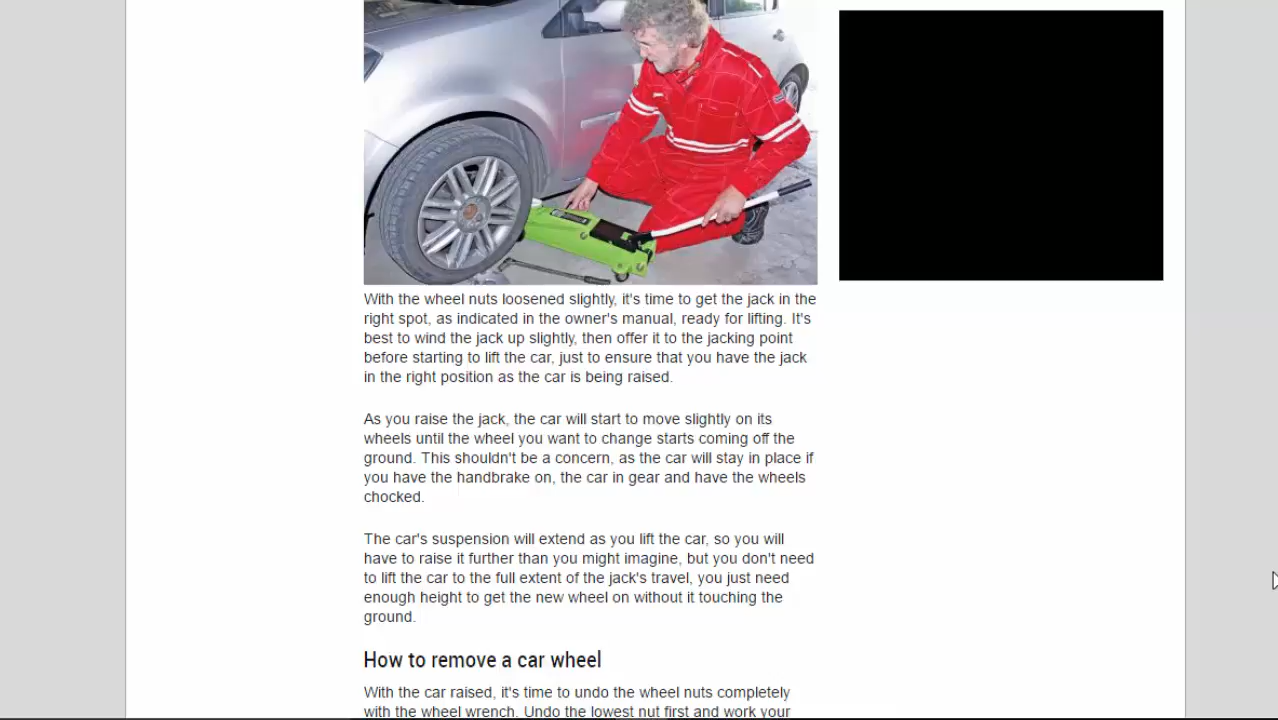 With the wheel nuts loosened slightly, it's time to get the jack in the
right spot, as indicated in the owner's manual, ready for lifting. It's
best to wind the jack up slightly, then offer it to the jacking point
before starting to lift the car, just to ensure that you have the jack
in the right position as the car is being raised.
As you raise the jack, the car will start to move slightly on its
wheels until the wheel you want to change starts coming off the
ground. This shouldn't be a concern, as the car will stay in place if
you have the handbrake on, the car in gear and have the wheels
chocked.
The car's suspension will extend as you lift the car, so you will
have to raise it further than you might imagine, but you don't need
to lift the car to the full extent of the jack's travel, you just need
enough height to get the new wheel on without it touching the
ground.
How to remove a car wheel
With the car raised, it's time to undo the wheel nuts completely
with the wheel wrench. Undo the lowest nut first and work your